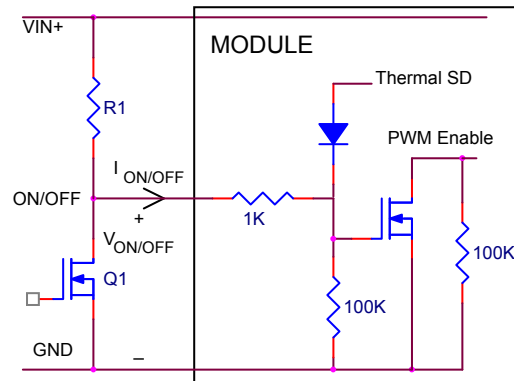 VIN+
MODULE
Thermal SD
R1
PWM Enable
I ON/OFF
ON/OFF
+
1K
V ON/OFF
Q1
100K
100K
GND
_